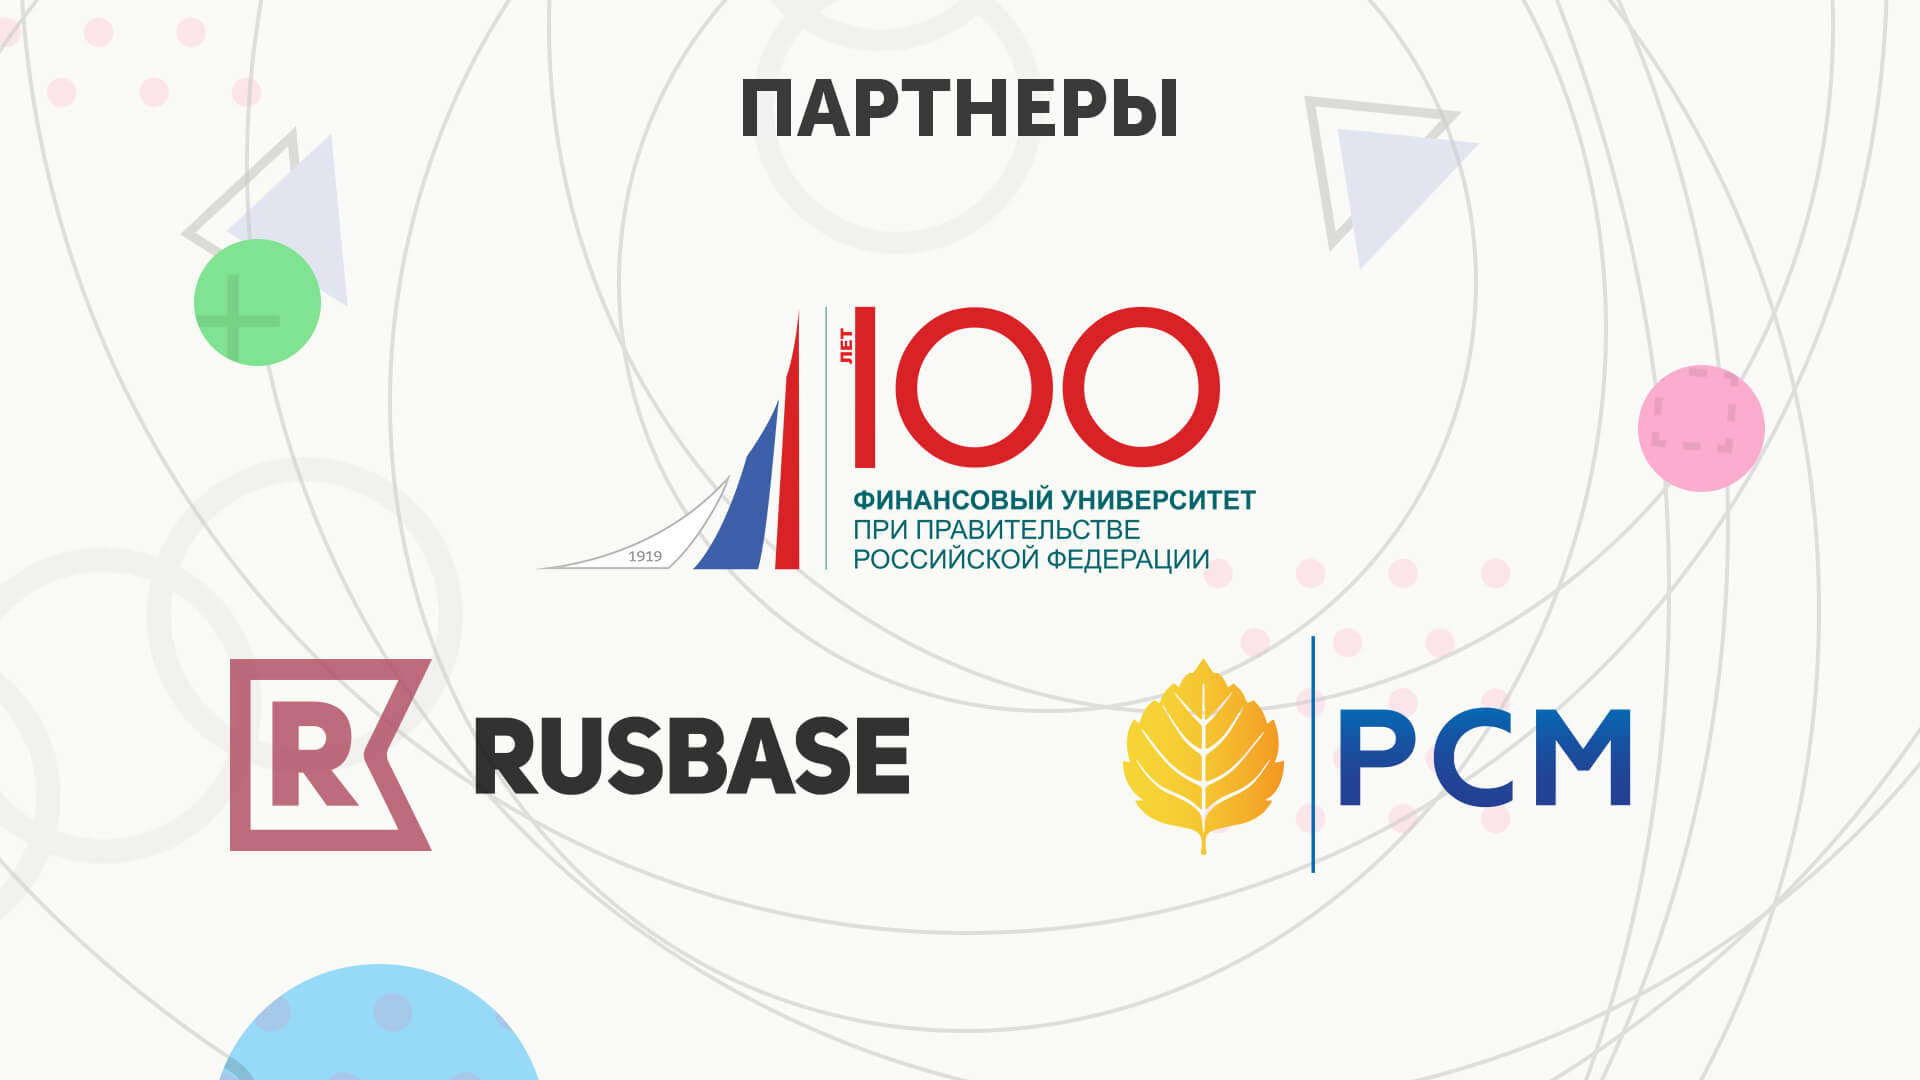 ПАРТНЕРЫ
ЛЕТ 100
ФИНАНСОВЫЙ УНИВЕРСИТЕТ
ПРИ ПРАВИТЕЛЬСТВЕ
РОССИЙСКОЙ ФЕДЕРАЦИИ
1919
R RUSBASE
РСМ